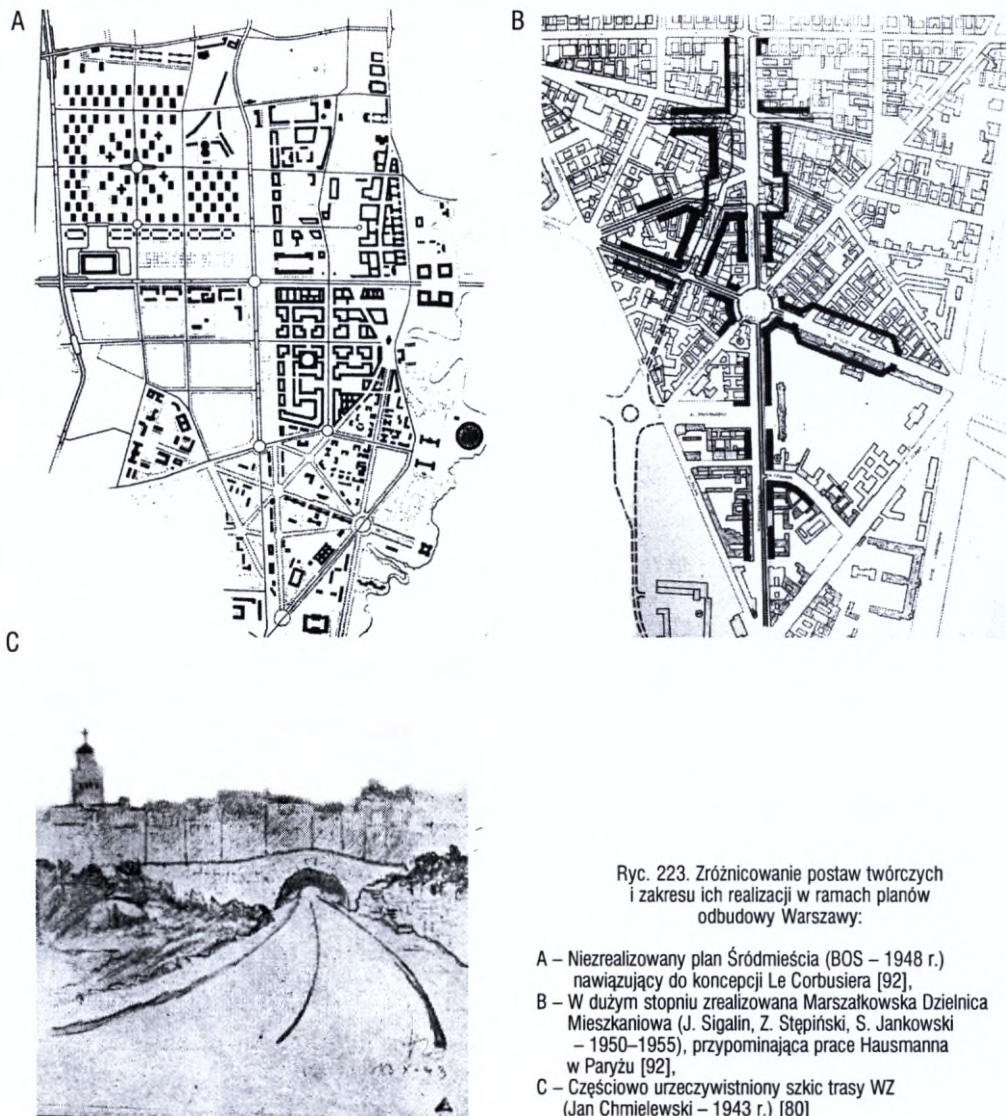 A
B
C
Ryc. 223. Zróżnicowanie postaw twórczych
i zakresu ich realizacji w ramach planów
odbudowy Warszawy:
A – Niezrealizowany plan Śródmieścia (BOS – 1948 r.)
nawiązujący do koncepcji Le Corbusiera [92],
B – W dużym stopniu zrealizowana Marszałkowska Dzielnica
Mieszkaniowa (J. Sigalin, Z. Stępiński, S. Jankowski
– 1950–1955), przypominająca prace Hausmanna
w Paryżu [92],
C – Częściowo urzeczywistniony szkic trasy WZ
(Jan Chmielewski – 1943 r.) [80]